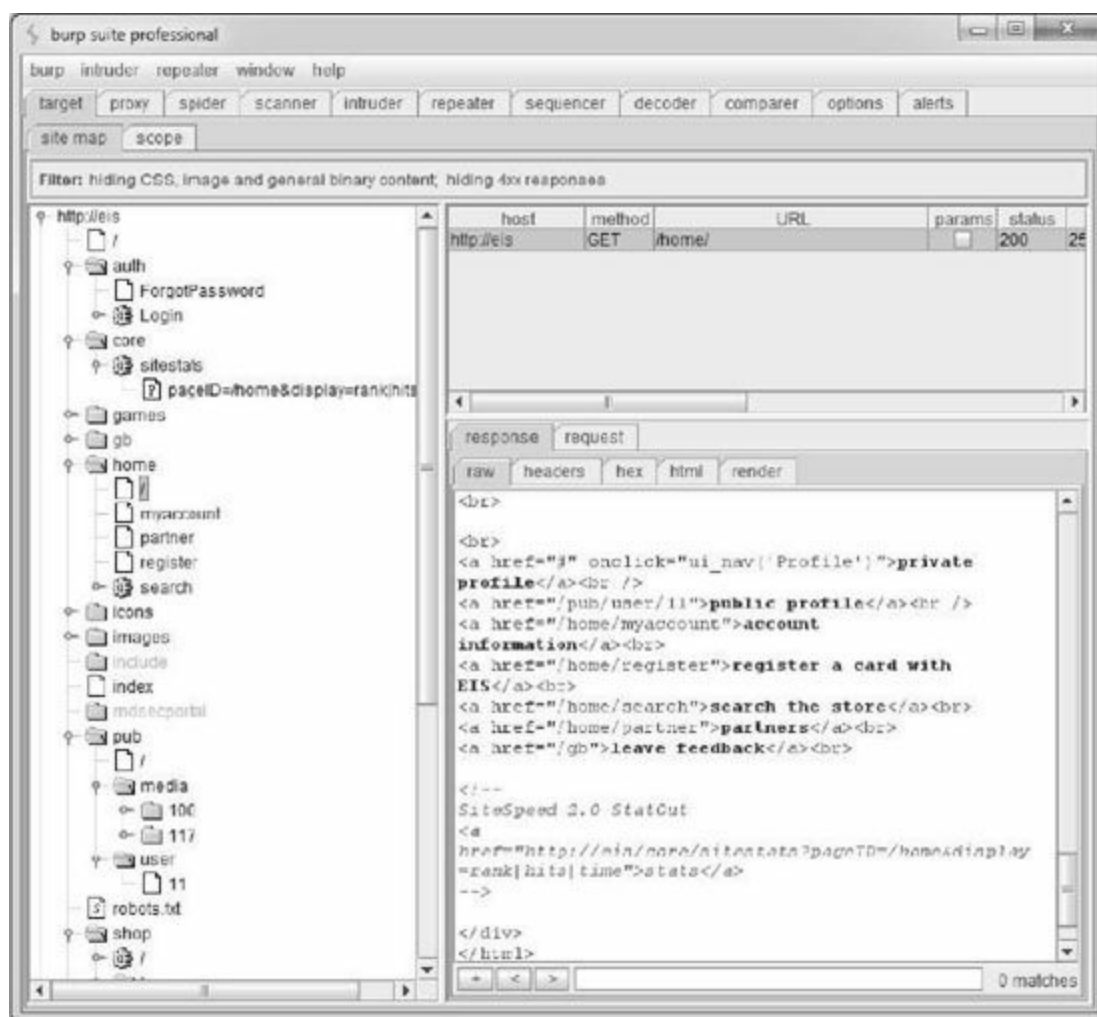 burp suite professional
burp intruder repeater window help
target proxy spider scanner intruder repeater sequencer decoder comparer options alerts
site map scope
Filter: hiding CSS, image and general binary content; hiding 4xx responses
http://eis
/
auth
ForgotPassword
Login
core
sitestats
pageID=/home&display=rank|hits
games
gb
home
/
myaccount
partner
register
search
icons
images
include
index
mdsecportal
pub
/
media
100
117
user
11
robots.txt
shop
/
host method URL params status
http://eis GET /home/ 200 25
response request
raw headers hex html render
<br>
<br>
<a href="#" onclick="ui_nav('Profile')">private
profile</a><br />
<a href="/pub/user/11">public profile</a><br />
<a href="/home/myaccount">account
information</a><br>
<a href="/home/register">register a card with
EIS</a><br>
<a href="/home/search">search the store</a><br>
<a href="/home/partner">partners</a><br>
<a href="/gb">leave feedback</a><br>
<!--
SiteSpeed 2.0 StatOut
<a
href="http://eis/core/sitestats?pageID=/home&display
=rank|hits|time">stats</a>
-->
</div>
</html>
+ < > 0 matches